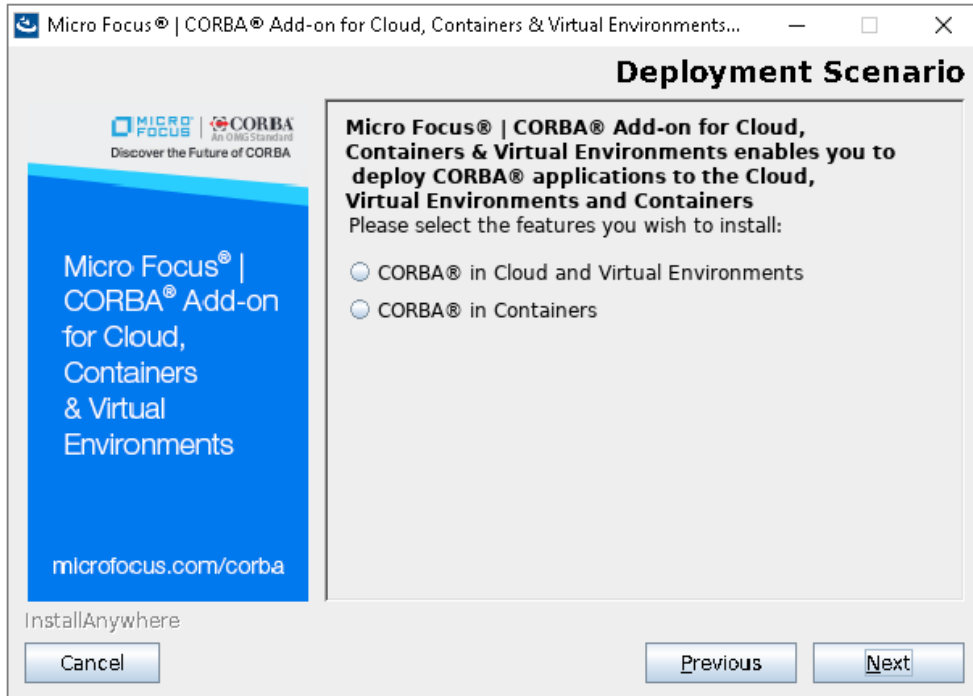 Micro Focus® | CORBA® Add-on for Cloud, Containers & Virtual Environments...
Deployment Scenario
MICRO FOCUS | CORBA
An OMG Standard
Discover the Future of CORBA
Micro Focus® |
CORBA® Add-on
for Cloud,
Containers
& Virtual
Environments
microfocus.com/corba
Micro Focus® | CORBA® Add-on for Cloud,
Containers & Virtual Environments enables you to
deploy CORBA® applications to the Cloud,
Virtual Environments and Containers
Please select the features you wish to install:
CORBA® in Cloud and Virtual Environments
CORBA® in Containers
InstallAnywhere
Cancel
Previous
Next